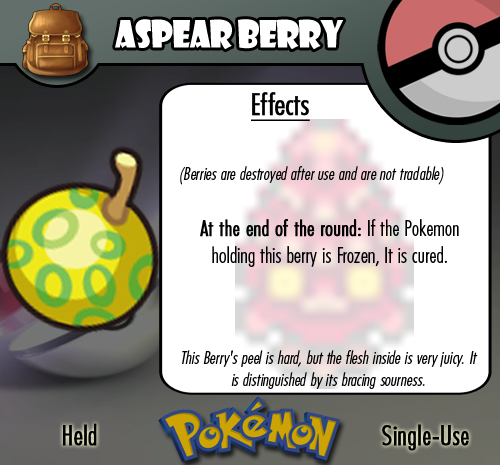 ASPEAR BERRY
Effects
(Berries are destroyed after use and are not tradable)
At the end of the round: If the Pokemon
holding this berry is Frozen, It is cured.
This Berry's peel is hard, but the flesh inside is very juicy. It
is distinguished by its bracing sourness.
Held
POKéMON
Single-Use